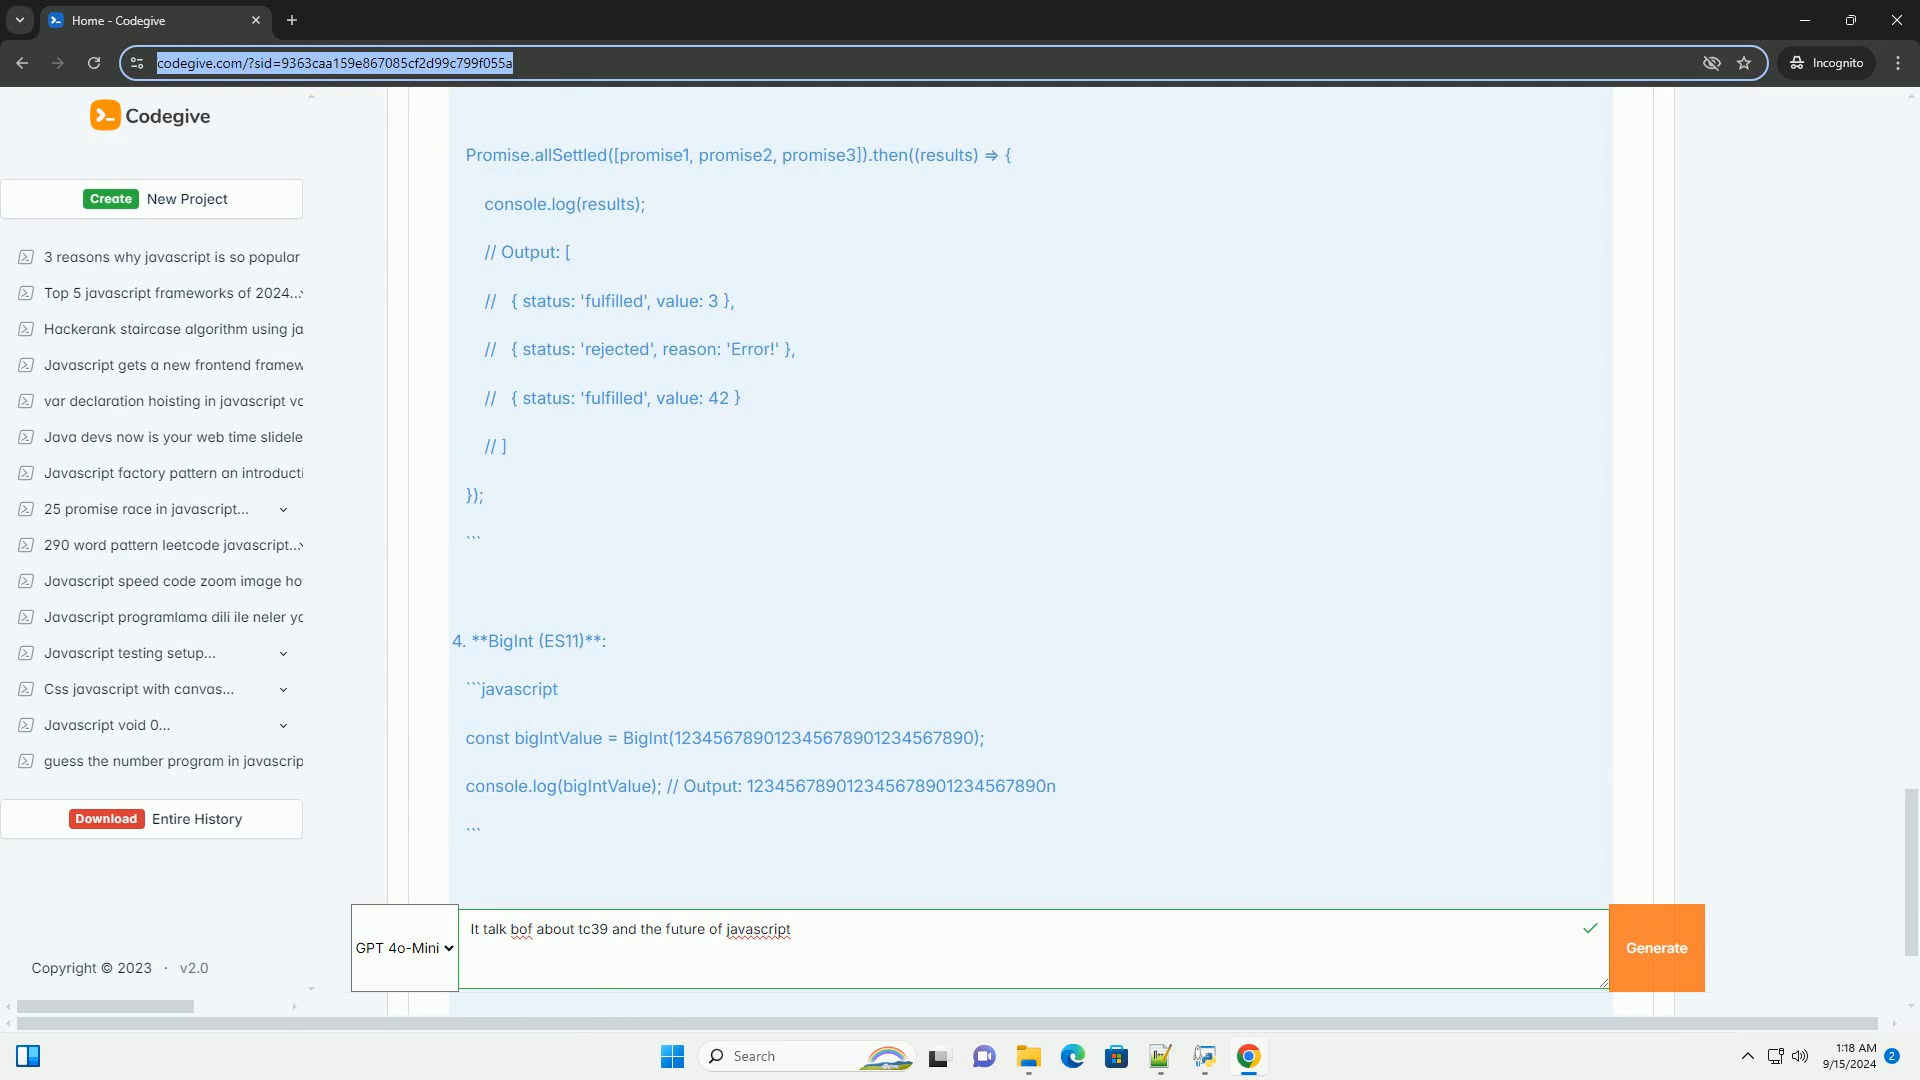 Home - Codegive
codegive.com/?sid=9363caa159e867085cf2d99c799f055a
Incognito
Codegive
Create New Project
3 reasons why javascript is so popular
Top 5 javascript frameworks of 2024...
Hackerank staircase algorithm using ja
Javascript gets a new frontend framew
var declaration hoisting in javascript va
Java devs now is your web time slidele
Javascript factory pattern an introducti
25 promise race in javascript...
290 word pattern leetcode javascript...
Javascript speed code zoom image ho
Javascript programlama dili ile neler ya
Javascript testing setup...
Css javascript with canvas...
Javascript void 0...
guess the number program in javascrip
Download Entire History
Copyright © 2023 · v2.0
Promise.allSettled([promise1, promise2, promise3]).then((results) => {
console.log(results);
// Output: [
// { status: 'fulfilled', value: 3 },
// { status: 'rejected', reason: 'Error!' },
// { status: 'fulfilled', value: 42 }
// ]
});
```
4. **BigInt (ES11)**:
```javascript
const bigIntValue = BigInt(123456789012345678901234567890);
console.log(bigIntValue); // Output: 123456789012345678901234567890n
```
GPT 4o-Mini
It talk bof about tc39 and the future of javascript
Generate
Search
1:18 AM
9/15/2024
2